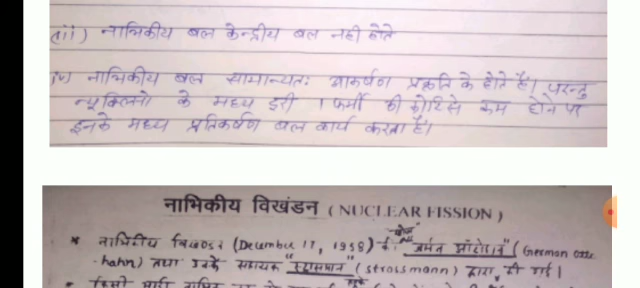 (iii) नाभिकीय बल केन्द्रीय बल नही होते
iv) नाभिकीय बल सामान्यतः आकर्षण प्रकृति के होते हैं। परन्तु
के मध्य दूरी 1 फर्मी की कोटि से कम होने पर
इनके मध्य प्रतिकर्षण बल कार्य करता है।
नाभिकीय विखंडन ( NUCLEAR FISSION )
* नाभिकीय विखंडन (December 17, 1938) की खोज "जर्मन ऑटोहान" (German otto
hahn) तथा उनके सहायक "स्ट्रासमान" (strassmann) द्वारा की गई।
* किसी भारी नाभिक